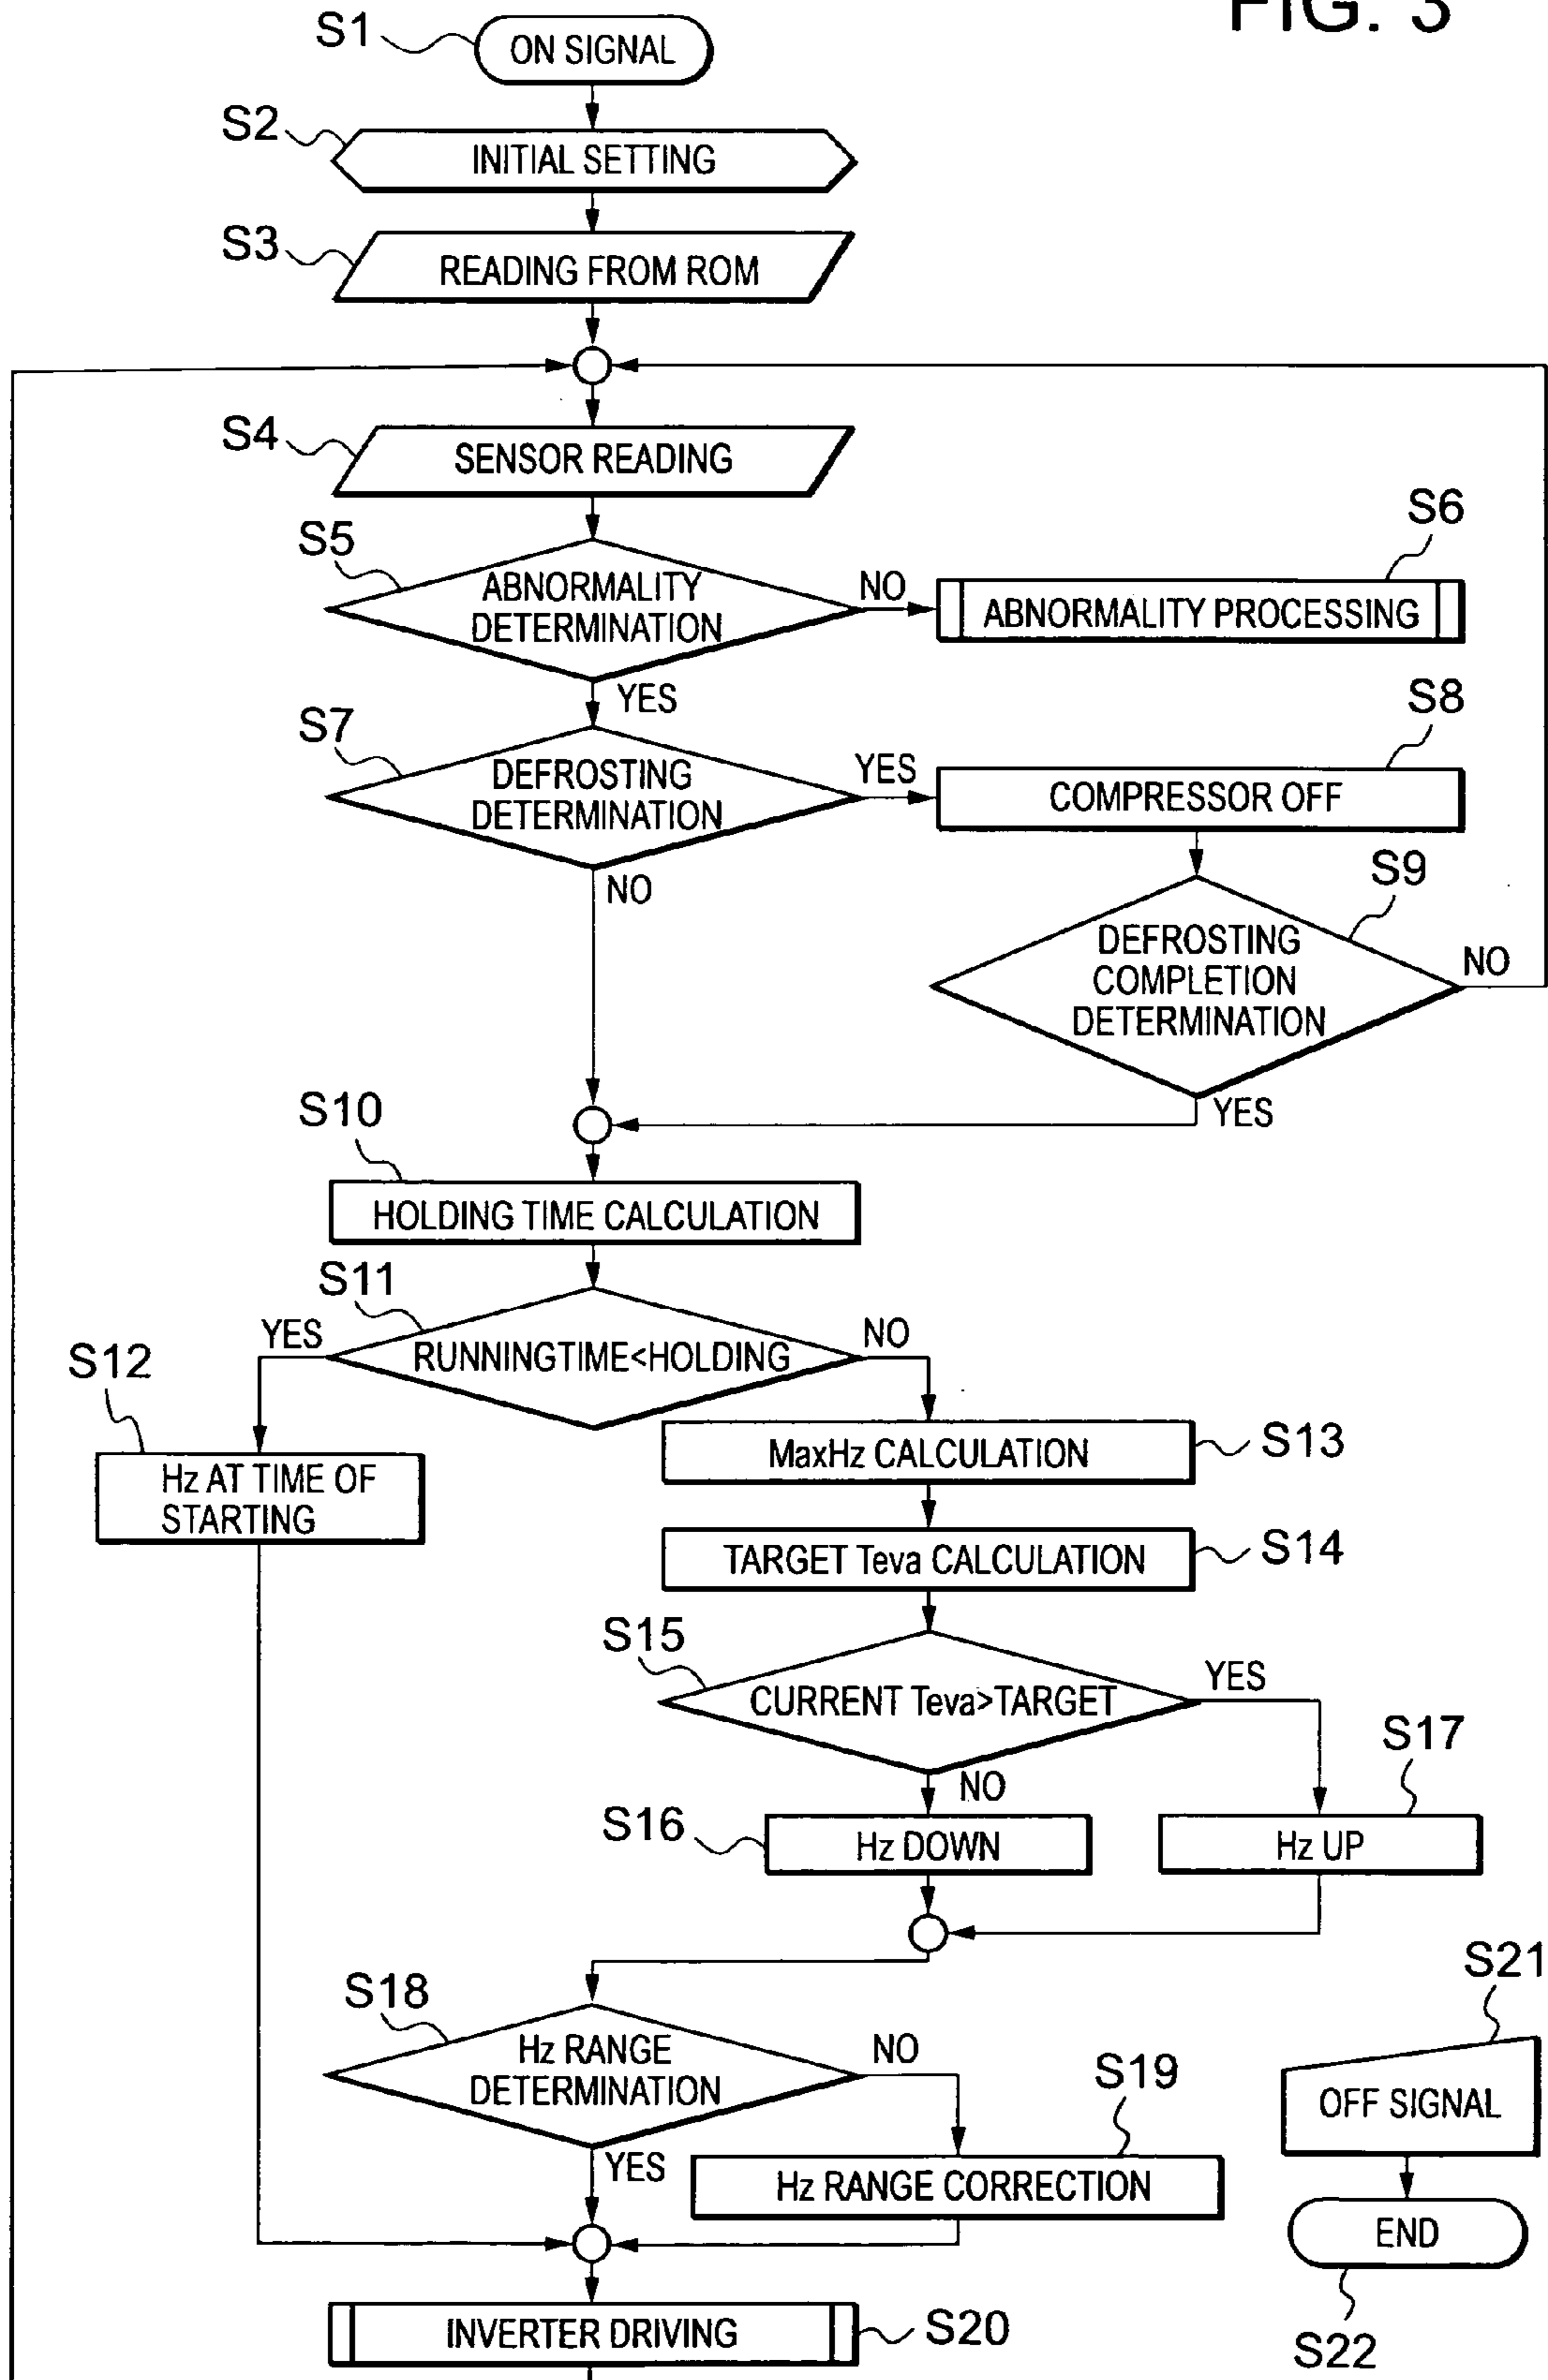 FIG. 3
S1
ON SIGNAL
S2
INITIAL SETTING
S3
READING FROM ROM
S4
SENSOR READING
S5
ABNORMALITY
DETERMINATION
NO
S6
ABNORMALITY PROCESSING
YES
S7
DEFROSTING
DETERMINATION
YES
S8
COMPRESSOR OFF
NO
S9
DEFROSTING
COMPLETION
DETERMINATION
NO
YES
S10
HOLDING TIME CALCULATION
S11
RUNNINGTIME<HOLDING
YES
NO
S12
Hz AT TIME OF
STARTING
MaxHz CALCULATION
S13
TARGET Teva CALCULATION
S14
S15
CURRENT Teva>TARGET
YES
NO
S16
Hz DOWN
S17
Hz UP
S18
Hz RANGE
DETERMINATION
NO
YES
S19
Hz RANGE CORRECTION
S21
OFF SIGNAL
END
S22
INVERTER DRIVING
S20